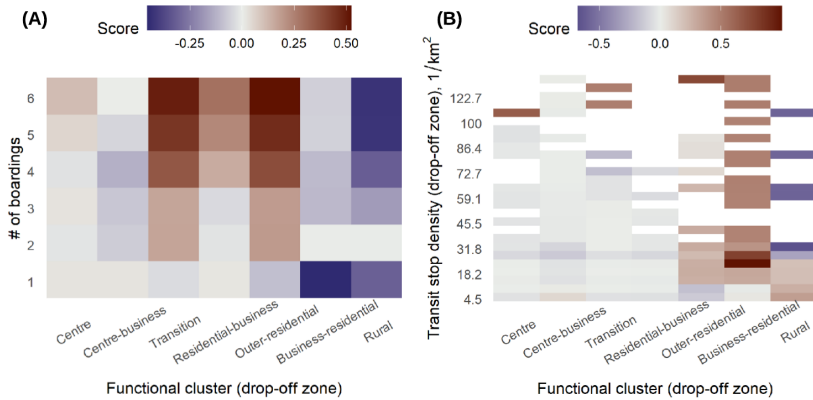 (A)
Score
-0.25 0.00 0.25 0.50
# of boardings
6
5
4
3
2
1
Centre
Centre-business
Transition
Residential-business
Outer-residential
Business-residential
Rural
Functional cluster (drop-off zone)
(B)
Score
-0.5 0.0 0.5
Transit stop density (drop-off zone), 1/km²
122.7
100
86.4
72.7
59.1
45.5
31.8
18.2
4.5
Centre
Centre-business
Transition
Residential-business
Outer-residential
Business-residential
Rural
Functional cluster (drop-off zone)